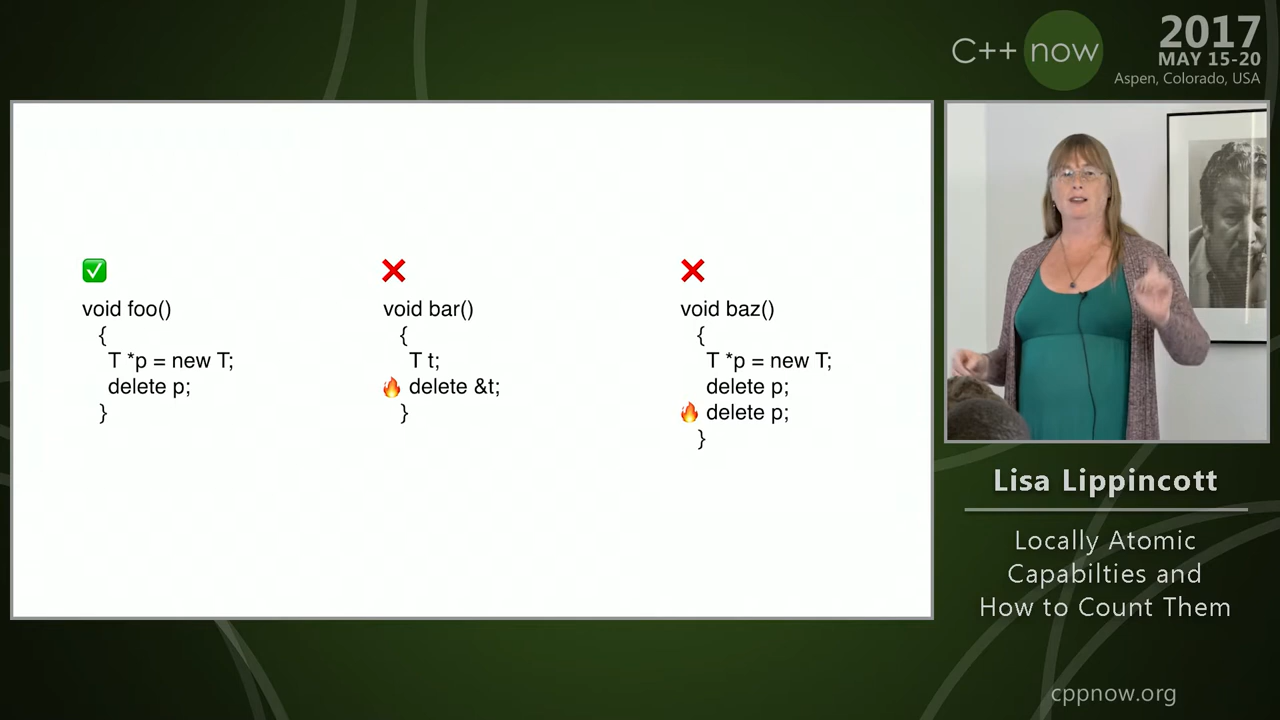 C++ now
2017
MAY 15-20
Aspen, Colorado, USA
void foo()
{
T *p = new T;
delete p;
}
void bar()
{
T t;
delete &t;
}
void baz()
{
T *p = new T;
delete p;
delete p;
}
Lisa Lippincott
Locally Atomic
Capabilties and
How to Count Them
cppnow.org